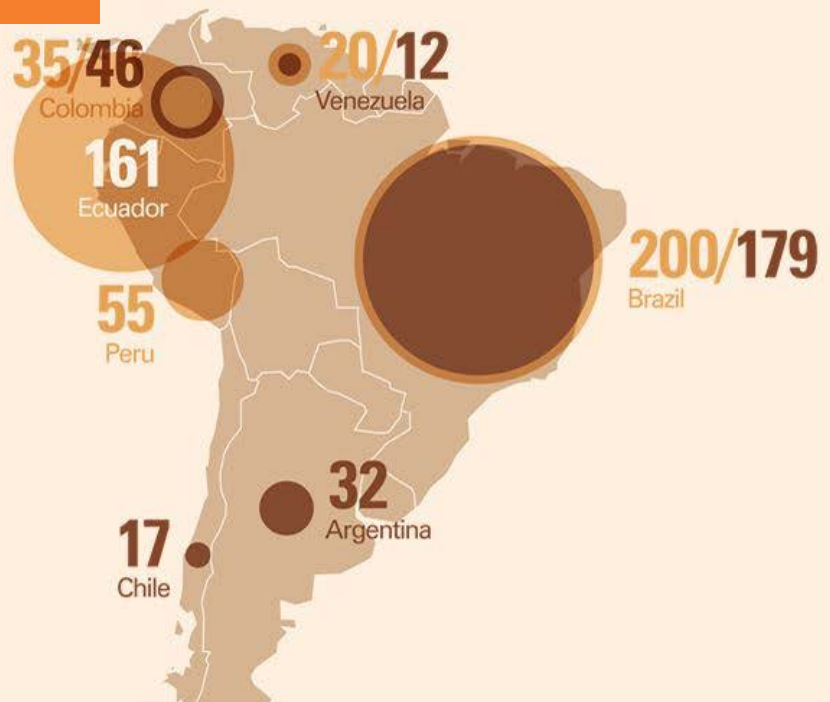 35/46
Colombia
20/12
Venezuela
161
Ecuador
200/179
Brazil
55
Peru
32
Argentina
17
Chile